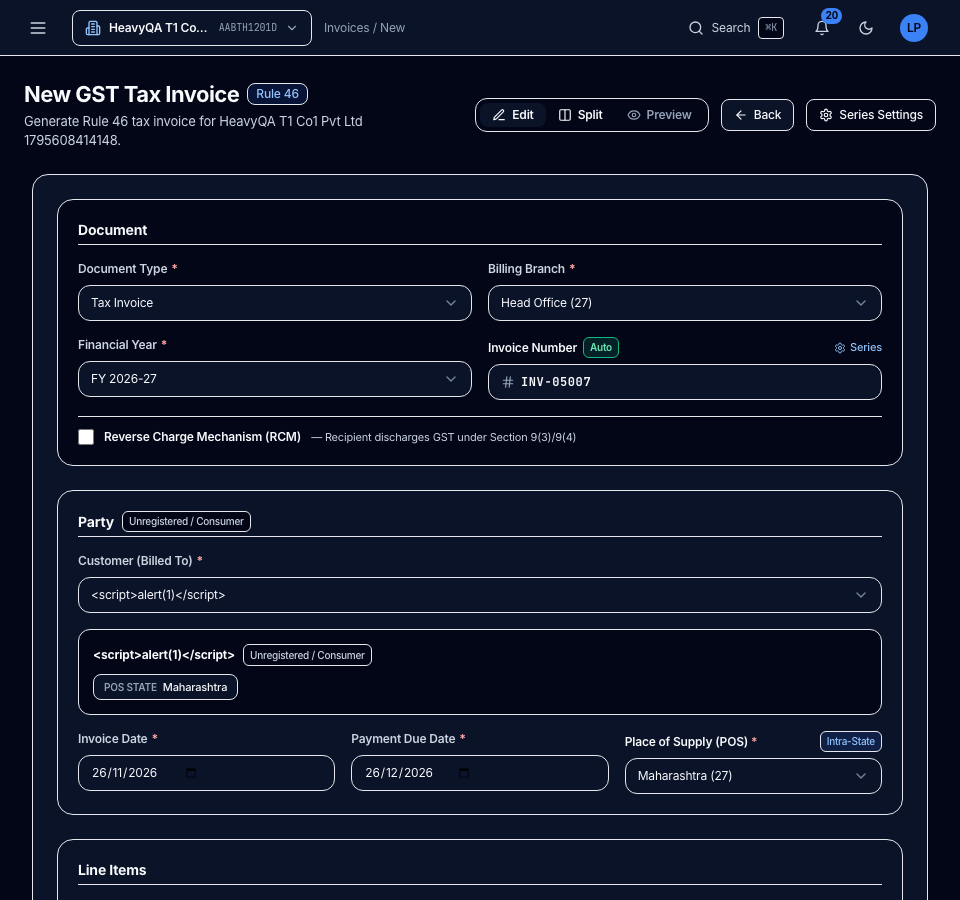 HeavyQA T1 Co... AABTH1201D
Invoices / New
Search ⌘K
20
LP
New GST Tax Invoice Rule 46
Generate Rule 46 tax invoice for HeavyQA T1 Co1 Pvt Ltd
1795608414148.
Edit Split Preview
Back
Series Settings
Document
Document Type *
Tax Invoice
Billing Branch *
Head Office (27)
Financial Year *
FY 2026-27
Invoice Number Auto
Series
# INV-05007
Reverse Charge Mechanism (RCM) — Recipient discharges GST under Section 9(3)/9(4)
Party Unregistered / Consumer
Customer (Billed To) *
<script>alert(1)</script>
<script>alert(1)</script> Unregistered / Consumer
POS STATE Maharashtra
Invoice Date *
26/11/2026
Payment Due Date *
26/12/2026
Place of Supply (POS) * Intra-State
Maharashtra (27)
Line Items